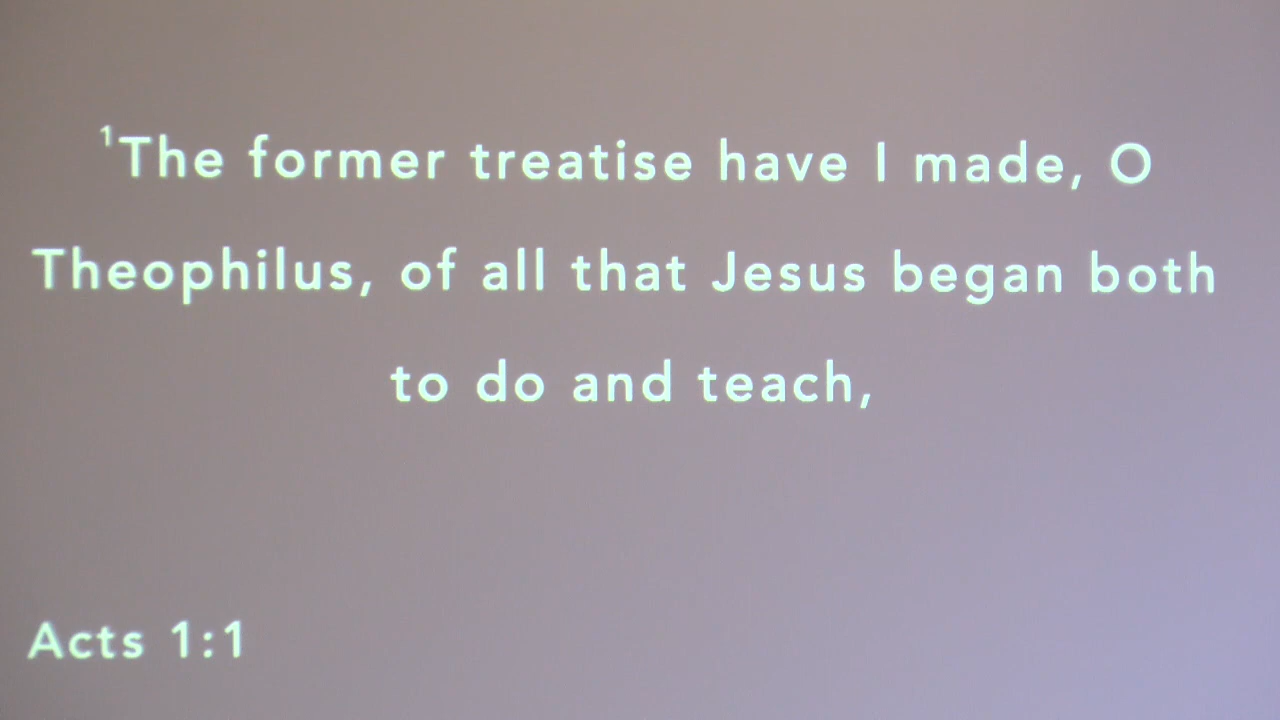 ¹The former treatise have I made, O
Theophilus, of all that Jesus began both
to do and teach,
Acts 1:1